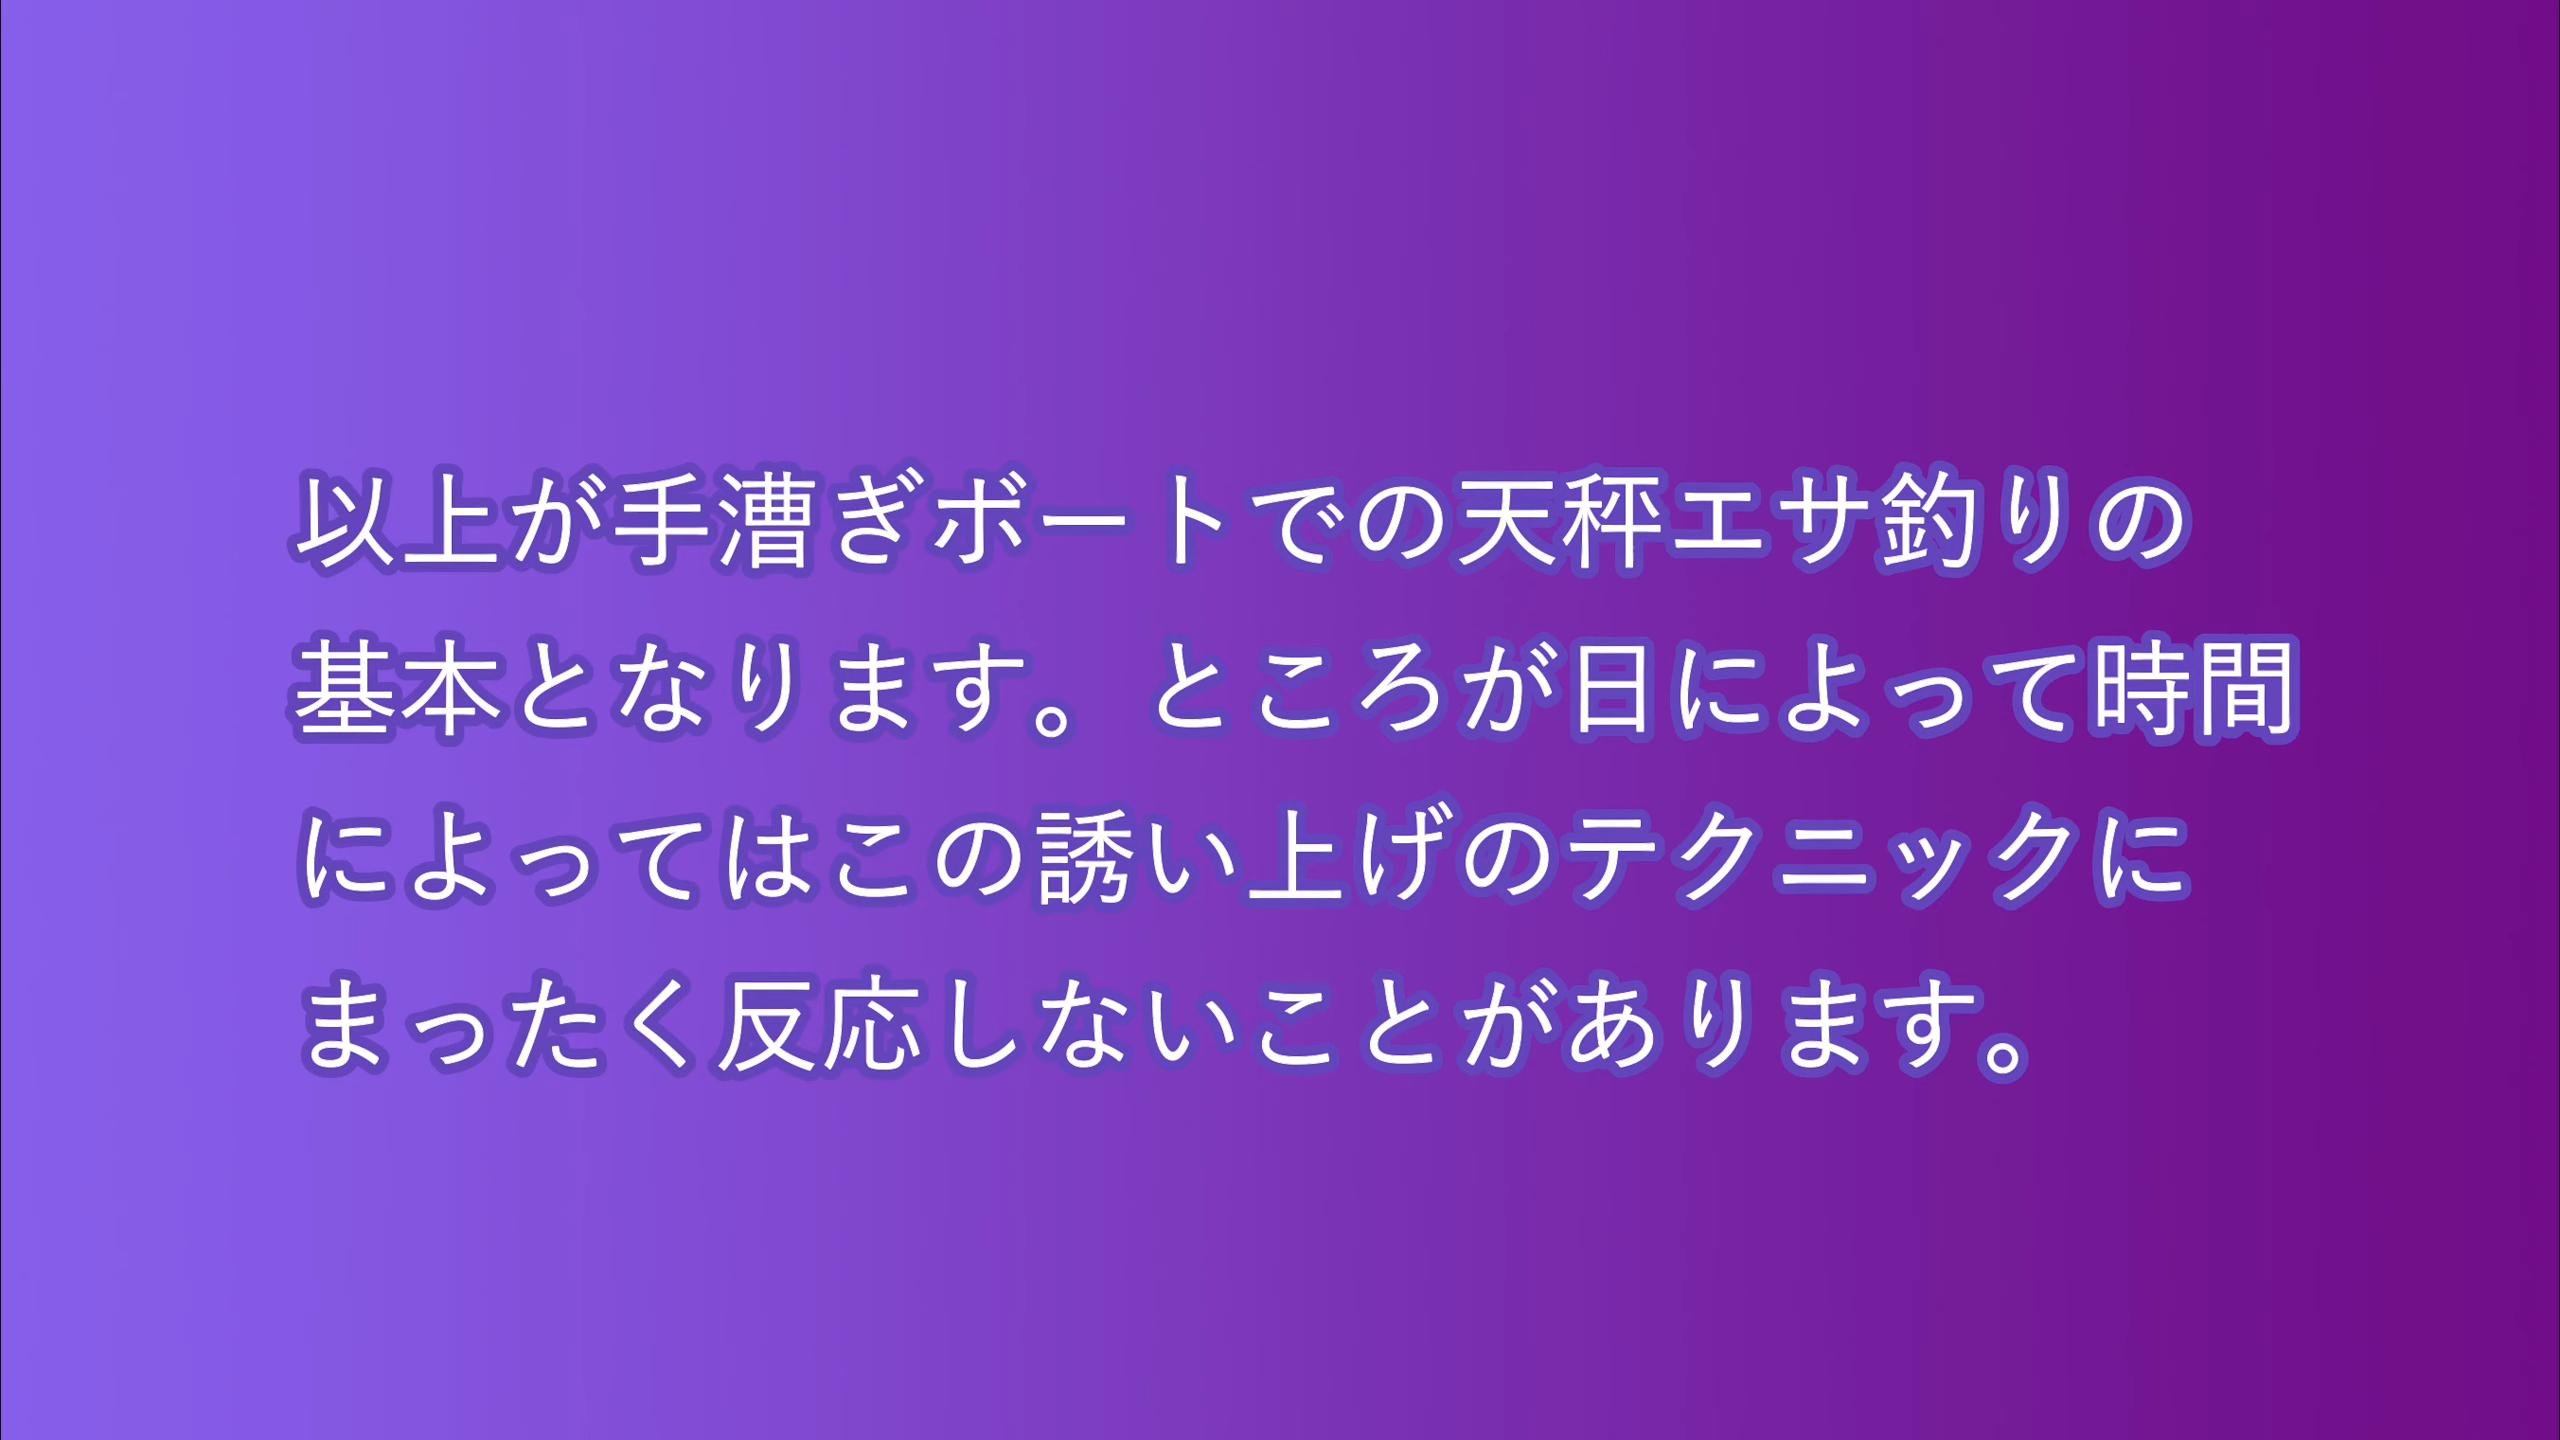 以上が手漕ぎボートでの天秤エサ釣りの
基本となります。ところが日によって時間
によってはこの誘い上げのテクニックに
まったく反応しないことがあります。